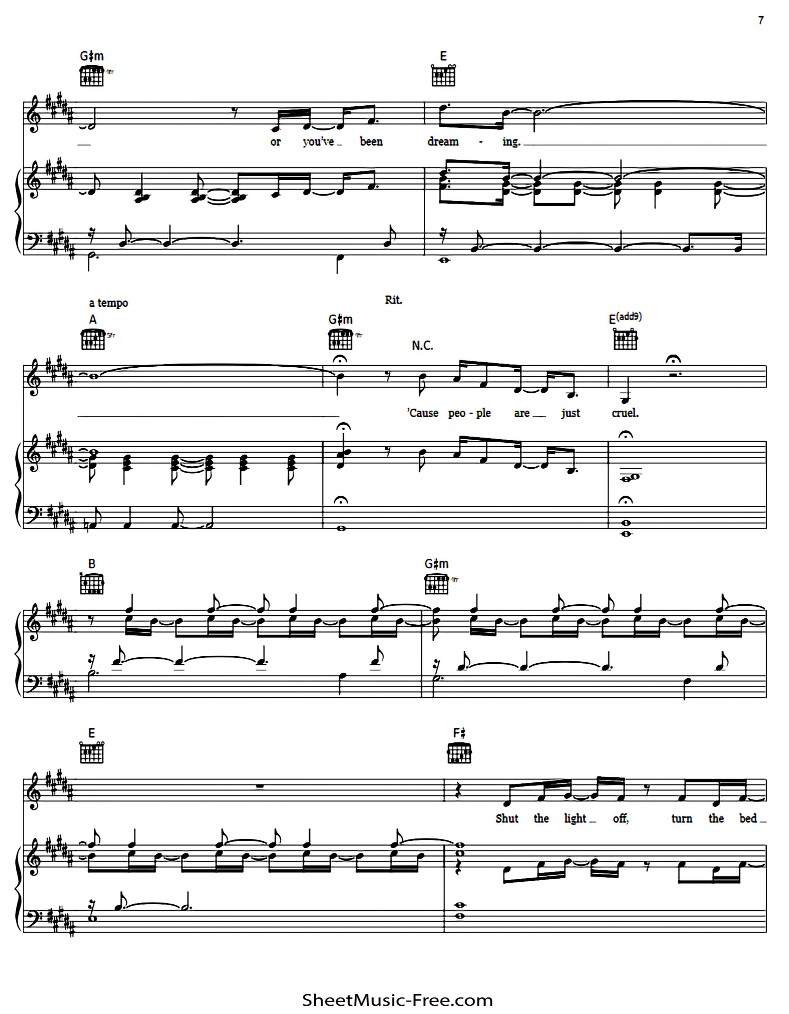 7
G♯m E
or you've been dream - ing.
a tempo Rit.
A G♯m N.C. E(add9)
'Cause peo - ple are just cruel.
B G♯m
E F♯
Shut the light off, turn the bed
SheetMusic-Free.com